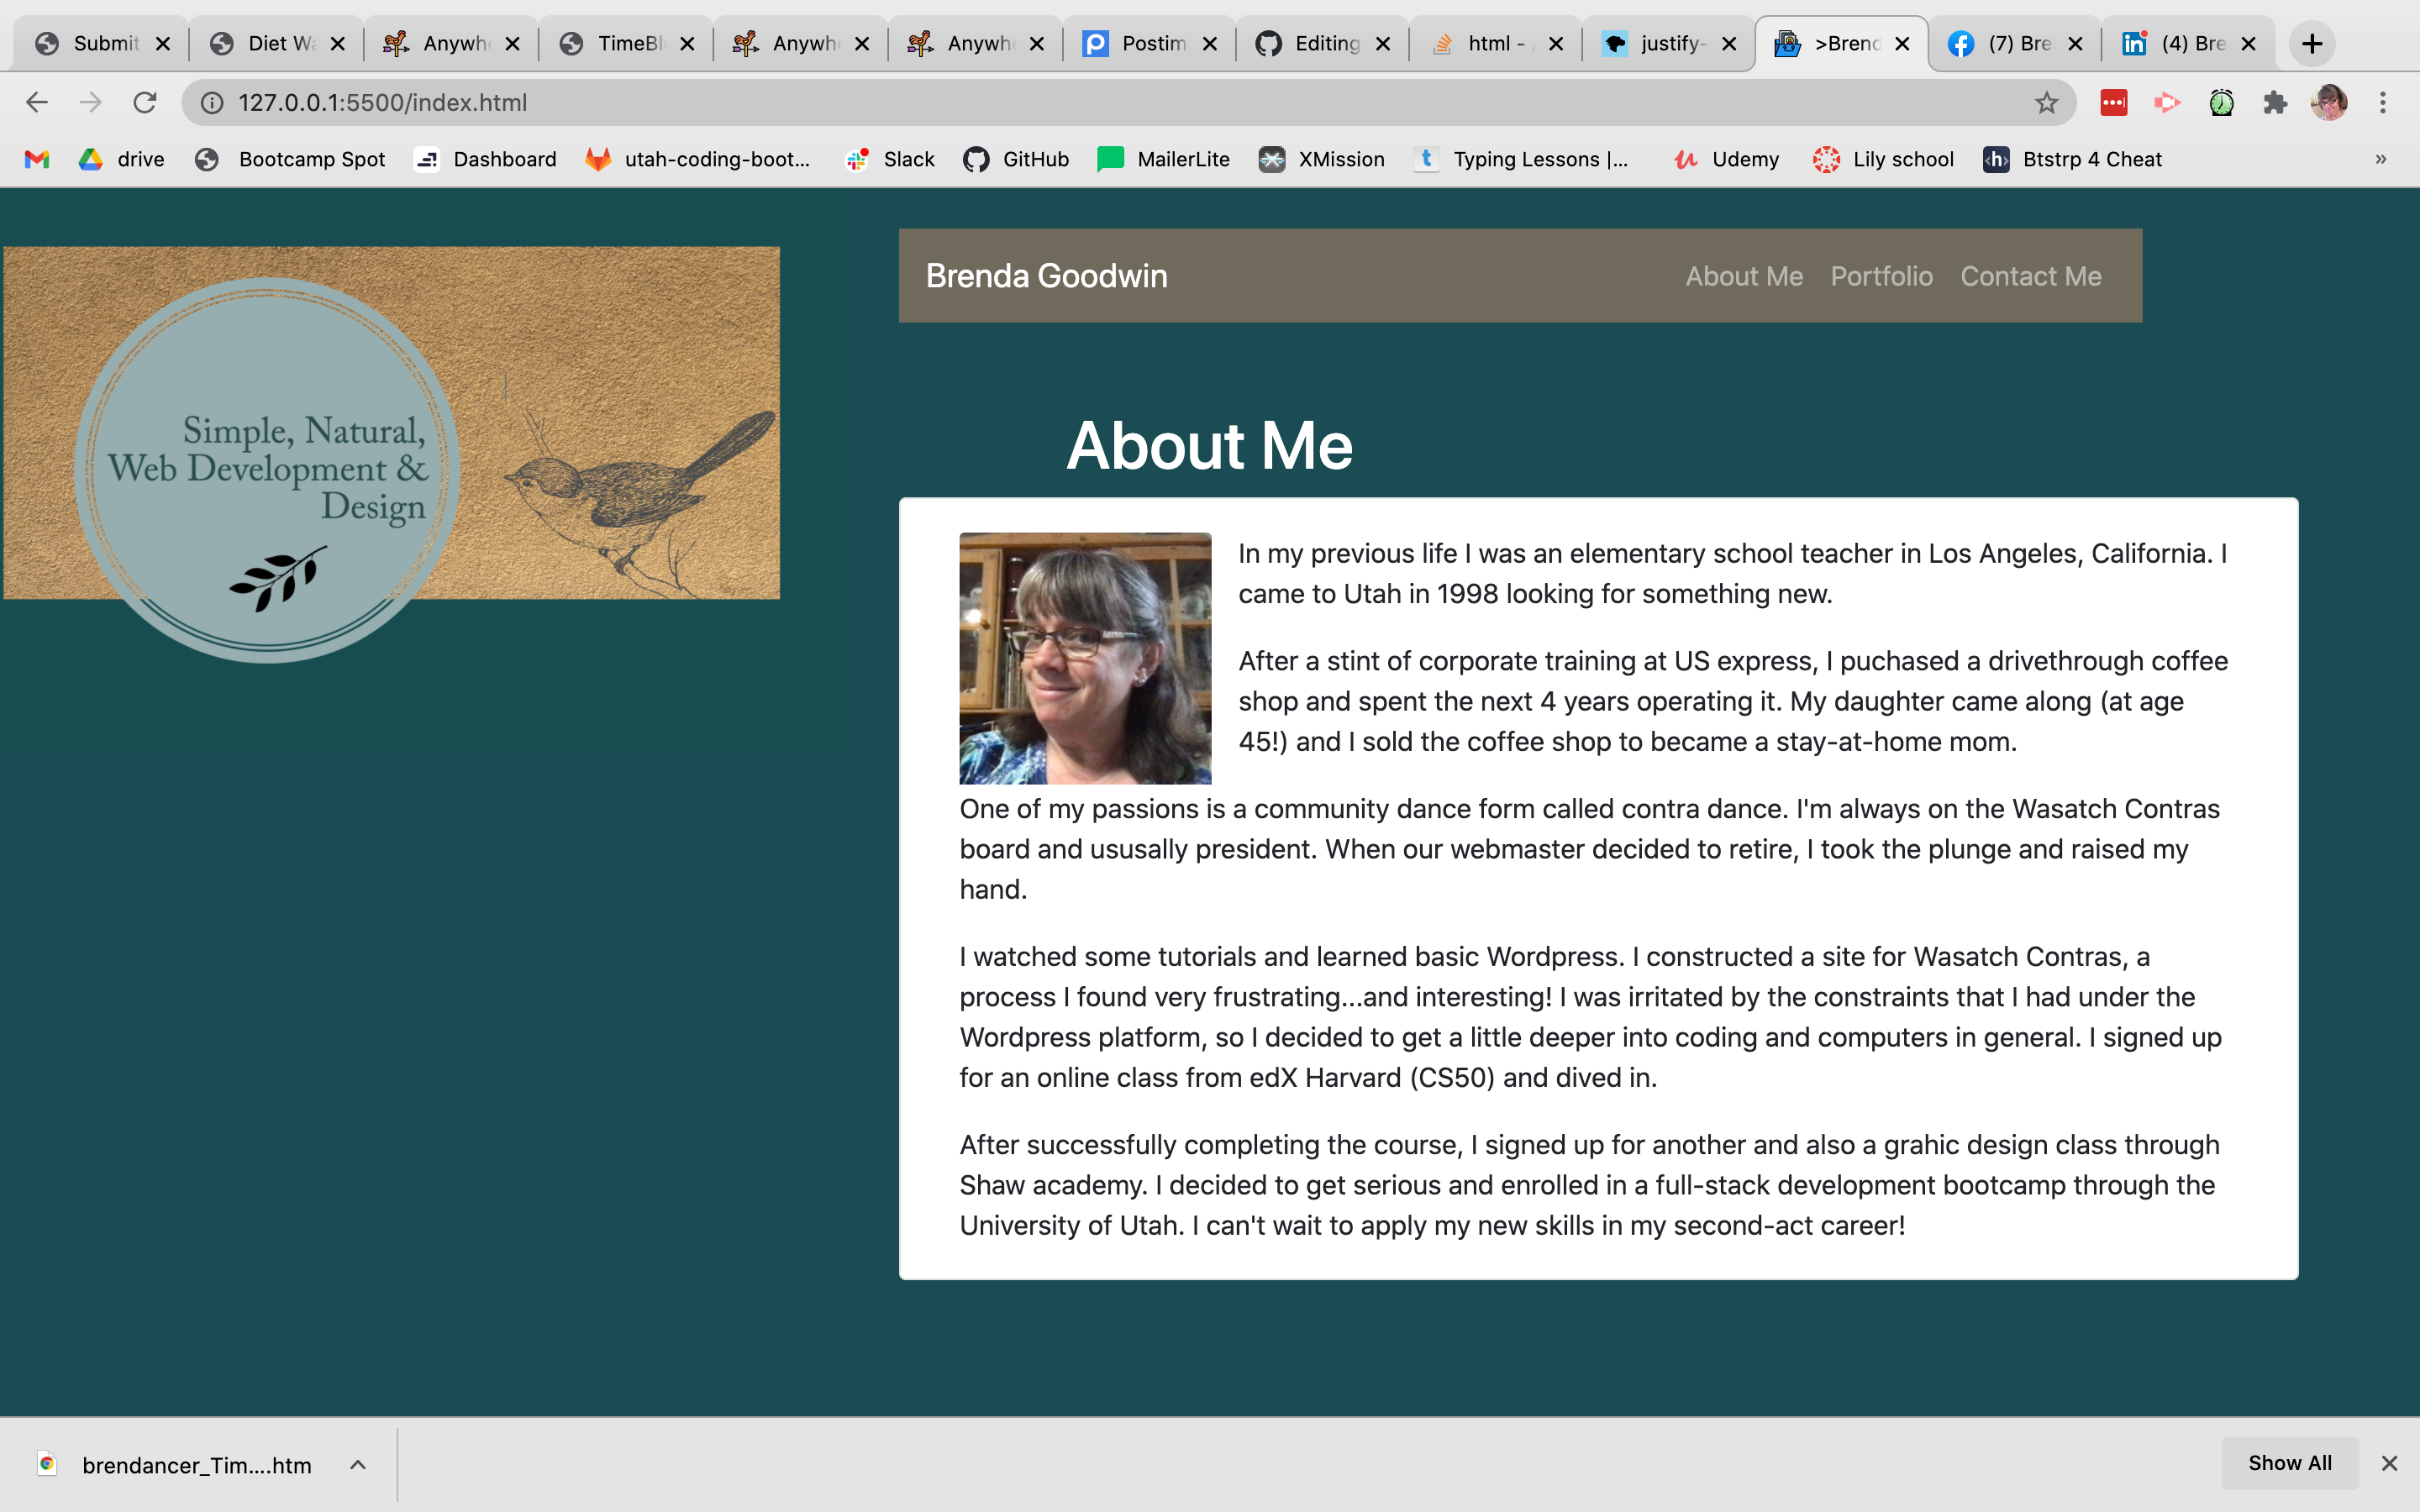 Submit
Diet Wa
Anywhe
TimeBl
Anywhe
Anywhe
Postim
Editing
html - 
justify-
>Brend
(7) Bre
(4) Bre
127.0.0.1:5500/index.html
drive
Bootcamp Spot
Dashboard
utah-coding-boot...
Slack
GitHub
MailerLite
XMission
Typing Lessons |...
Udemy
Lily school
Btstrp 4 Cheat
»
Simple, Natural,
Web Development &
Design
Brenda Goodwin
About Me
Portfolio
Contact Me
About Me
In my previous life I was an elementary school teacher in Los Angeles, California. I
came to Utah in 1998 looking for something new.
After a stint of corporate training at US express, I puchased a drivethrough coffee
shop and spent the next 4 years operating it. My daughter came along (at age
45!) and I sold the coffee shop to became a stay-at-home mom.
One of my passions is a community dance form called contra dance. I'm always on the Wasatch Contras
board and ususally president. When our webmaster decided to retire, I took the plunge and raised my
hand.
I watched some tutorials and learned basic Wordpress. I constructed a site for Wasatch Contras, a
process I found very frustrating...and interesting! I was irritated by the constraints that I had under the
Wordpress platform, so I decided to get a little deeper into coding and computers in general. I signed up
for an online class from edX Harvard (CS50) and dived in.
After successfully completing the course, I signed up for another and also a grahic design class through
Shaw academy. I decided to get serious and enrolled in a full-stack development bootcamp through the
University of Utah. I can't wait to apply my new skills in my second-act career!
brendancer_Tim....htm
Show All